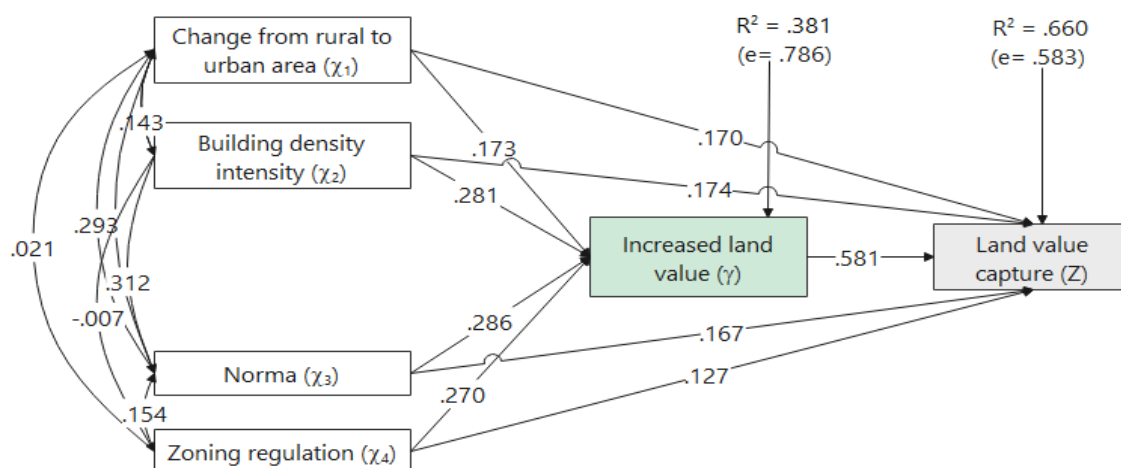 Change from rural to
urban area (χ₁)
R² = .381
(e= .786)
R² = .660
(e= .583)
.143
Building density
intensity (χ₂)
.173
.170
.174
.281
.293
.021
Increased land
value (γ)
.581
Land value
capture (Z)
.312
-.007
.286
.167
Norma (χ₃)
.127
.270
.154
Zoning regulation (χ₄)